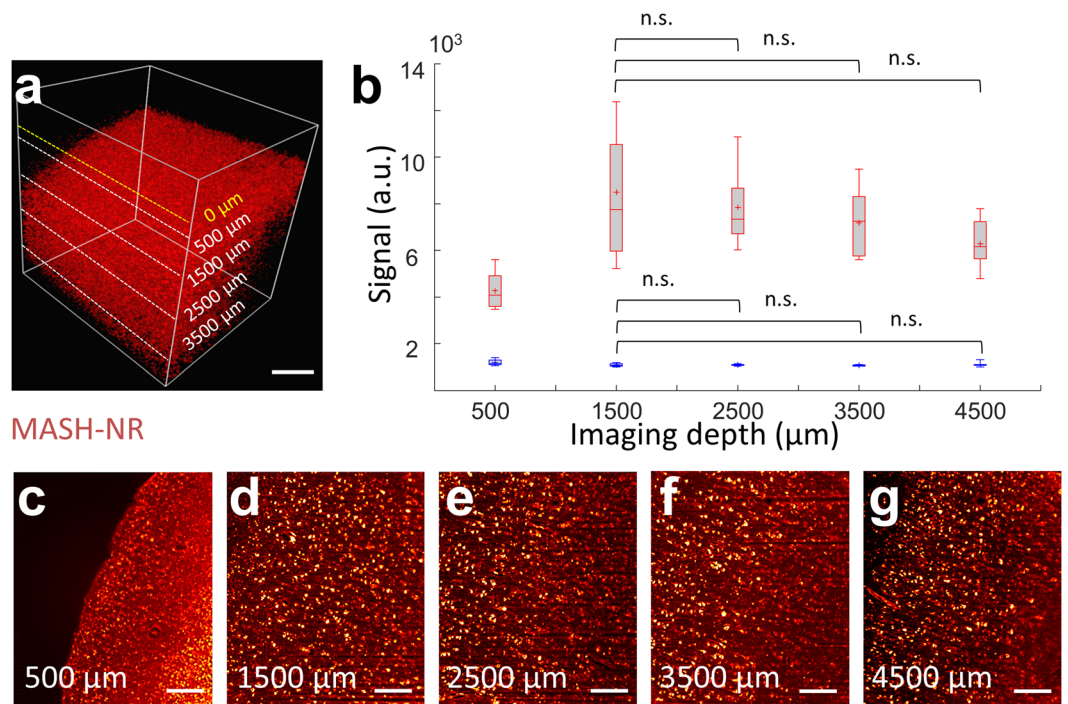 a
0 µm
500 µm
1500 µm
2500 µm
3500 µm
MASH-NR
b
10³
14
10
6
2
Signal (a.u.)
n.s.
n.s.
n.s.
n.s.
n.s.
n.s.
500 1500 2500 3500 4500
Imaging depth (µm)
c
500 µm
d
1500 µm
e
2500 µm
f
3500 µm
g
4500 µm